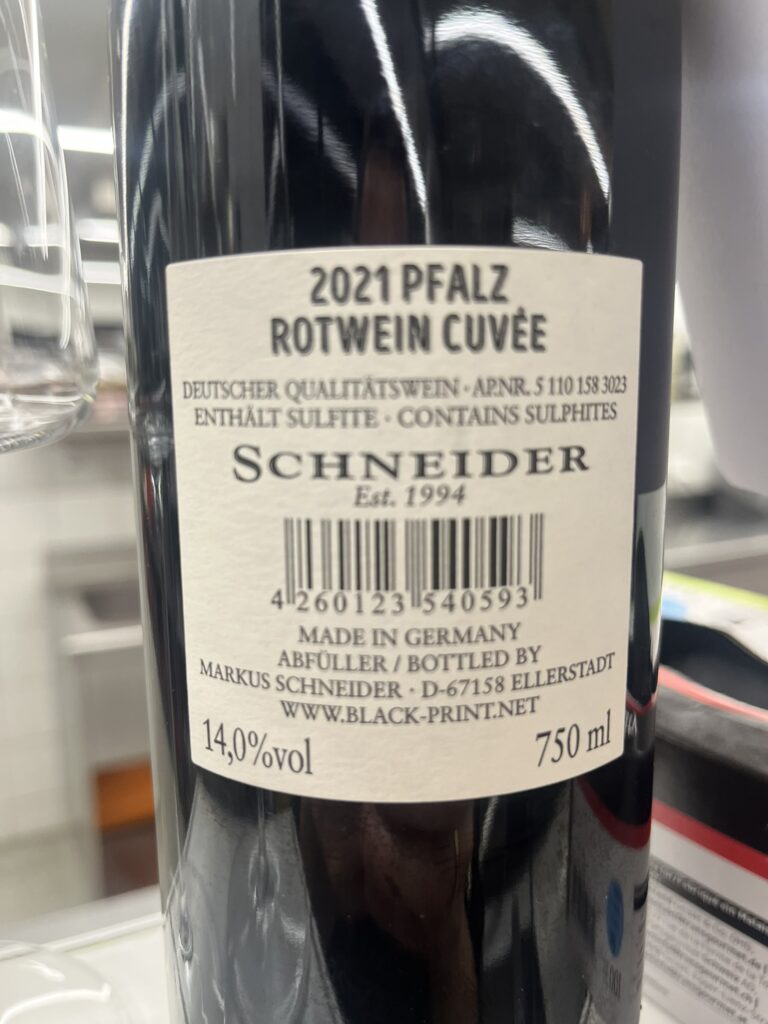 2021 PFALZ
ROTWEIN CUVÉE
DEUTSCHER QUALITÄTSWEIN · AP.NR. 5 110 158 3023
ENTHÄLT SULFITE · CONTAINS SULPHITES
SCHNEIDER
Est. 1994
4 260123 540593
MADE IN GERMANY
ABFÜLLER / BOTTLED BY
MARKUS SCHNEIDER · D-67158 ELLERSTADT
WWW.BLACK-PRINT.NET
14,0%vol
750 ml